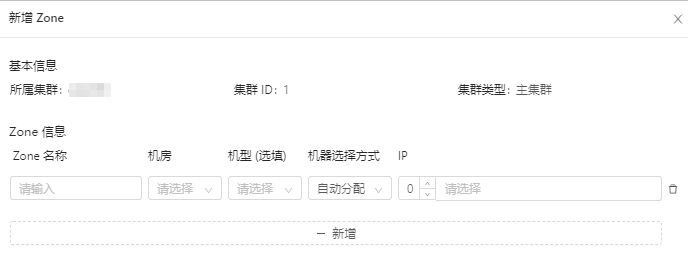 新增 Zone
基本信息
所属集群： 集群 ID：1 集群类型：主集群
Zone 信息
Zone 名称 机房 机型 (选填) 机器选择方式 IP
请输入 请选择 请选择 自动分配 0 请选择
新增